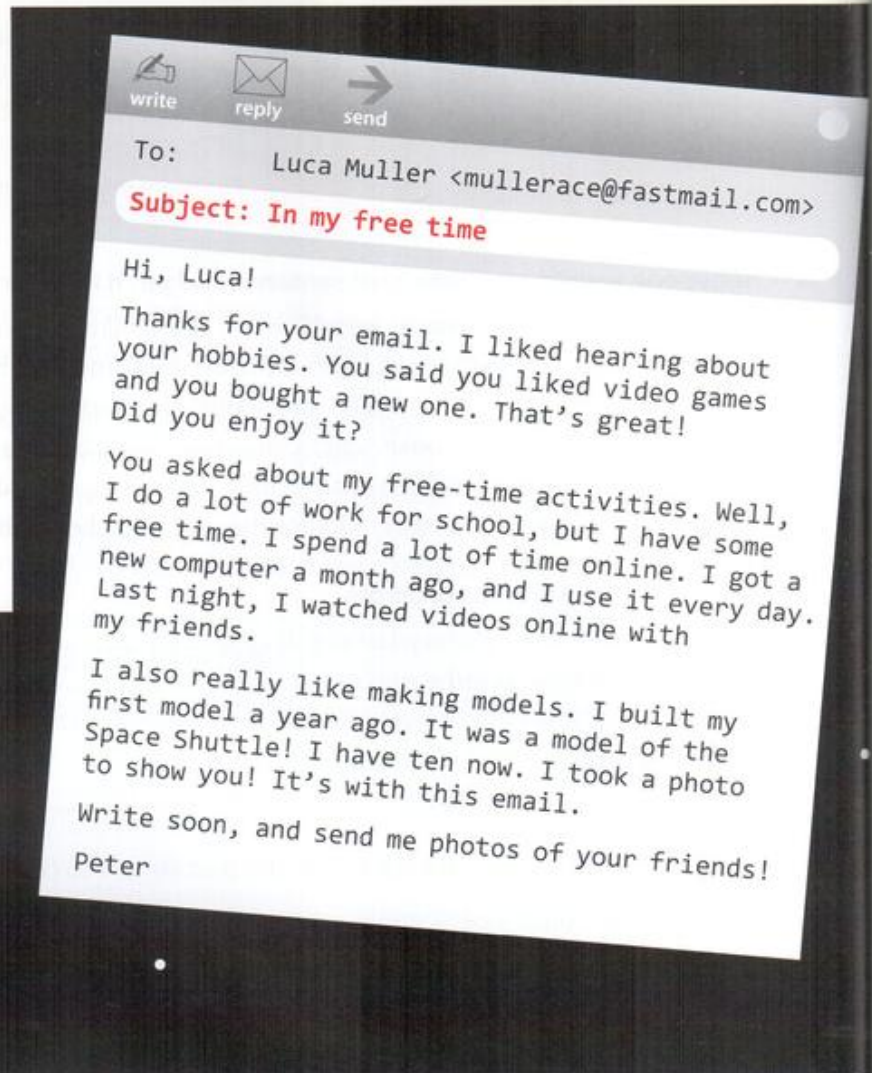 write reply send
To: Luca Muller <mullerace@fastmail.com>
Subject: In my free time
Hi, Luca!
Thanks for your email. I liked hearing about
your hobbies. You said you liked video games
and you bought a new one. That's great!
Did you enjoy it?
You asked about my free-time activities. Well,
I do a lot of work for school, but I have some
free time. I spend a lot of time online. I got a
new computer a month ago, and I use it every day.
Last night, I watched videos online with
my friends.
I also really like making models. I built my
first model a year ago. It was a model of the
Space Shuttle! I have ten now. I took a photo
to show you! It's with this email.
Write soon, and send me photos of your friends!
Peter